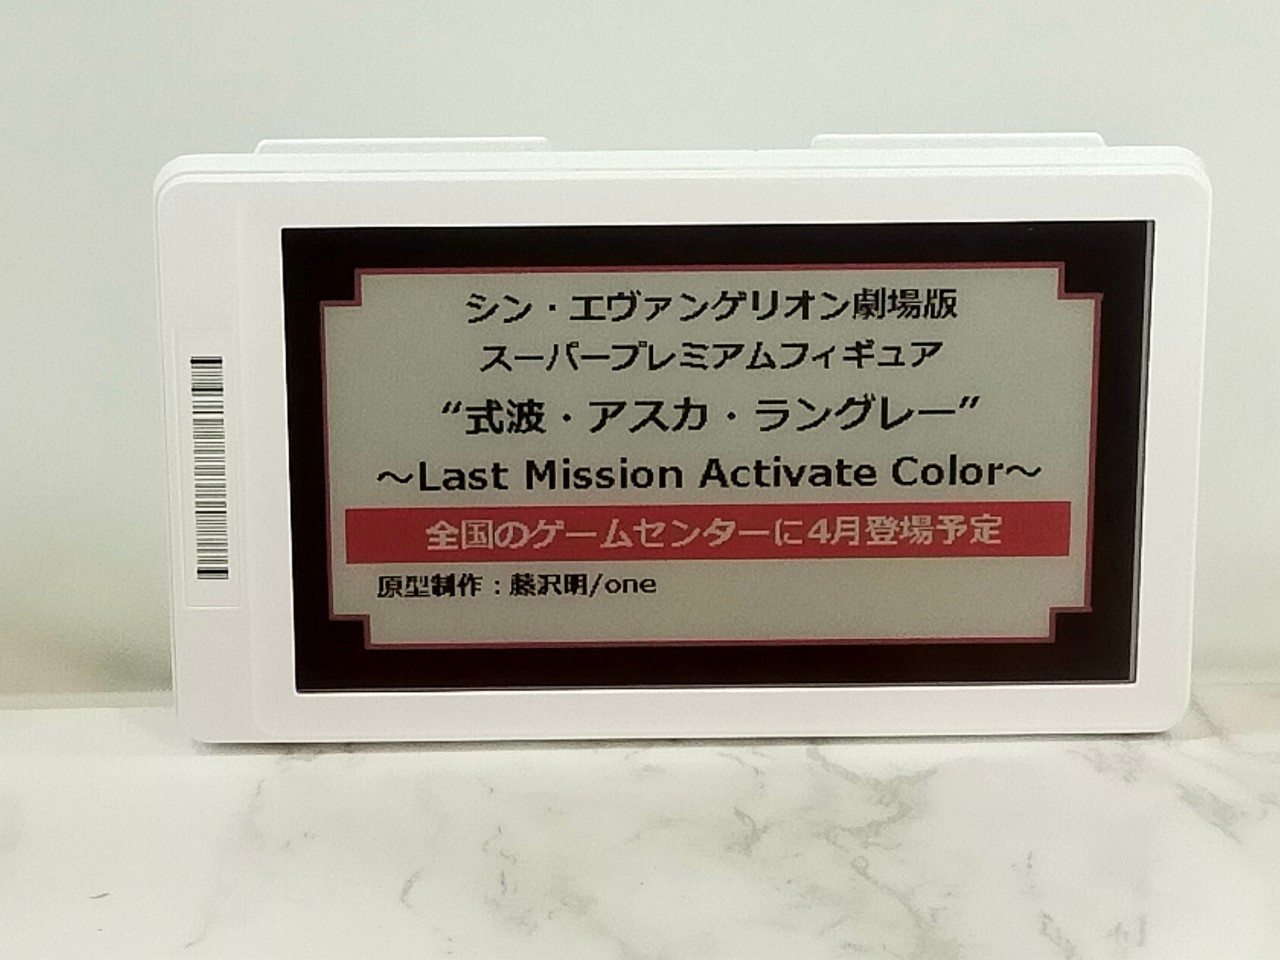 シン・エヴァンゲリオン劇場版
スーパープレミアムフィギュア
“式波・アスカ・ラングレー”
～Last Mission Activate Color～
全国のゲームセンターに4月登場予定
原型制作：藤沢明/one